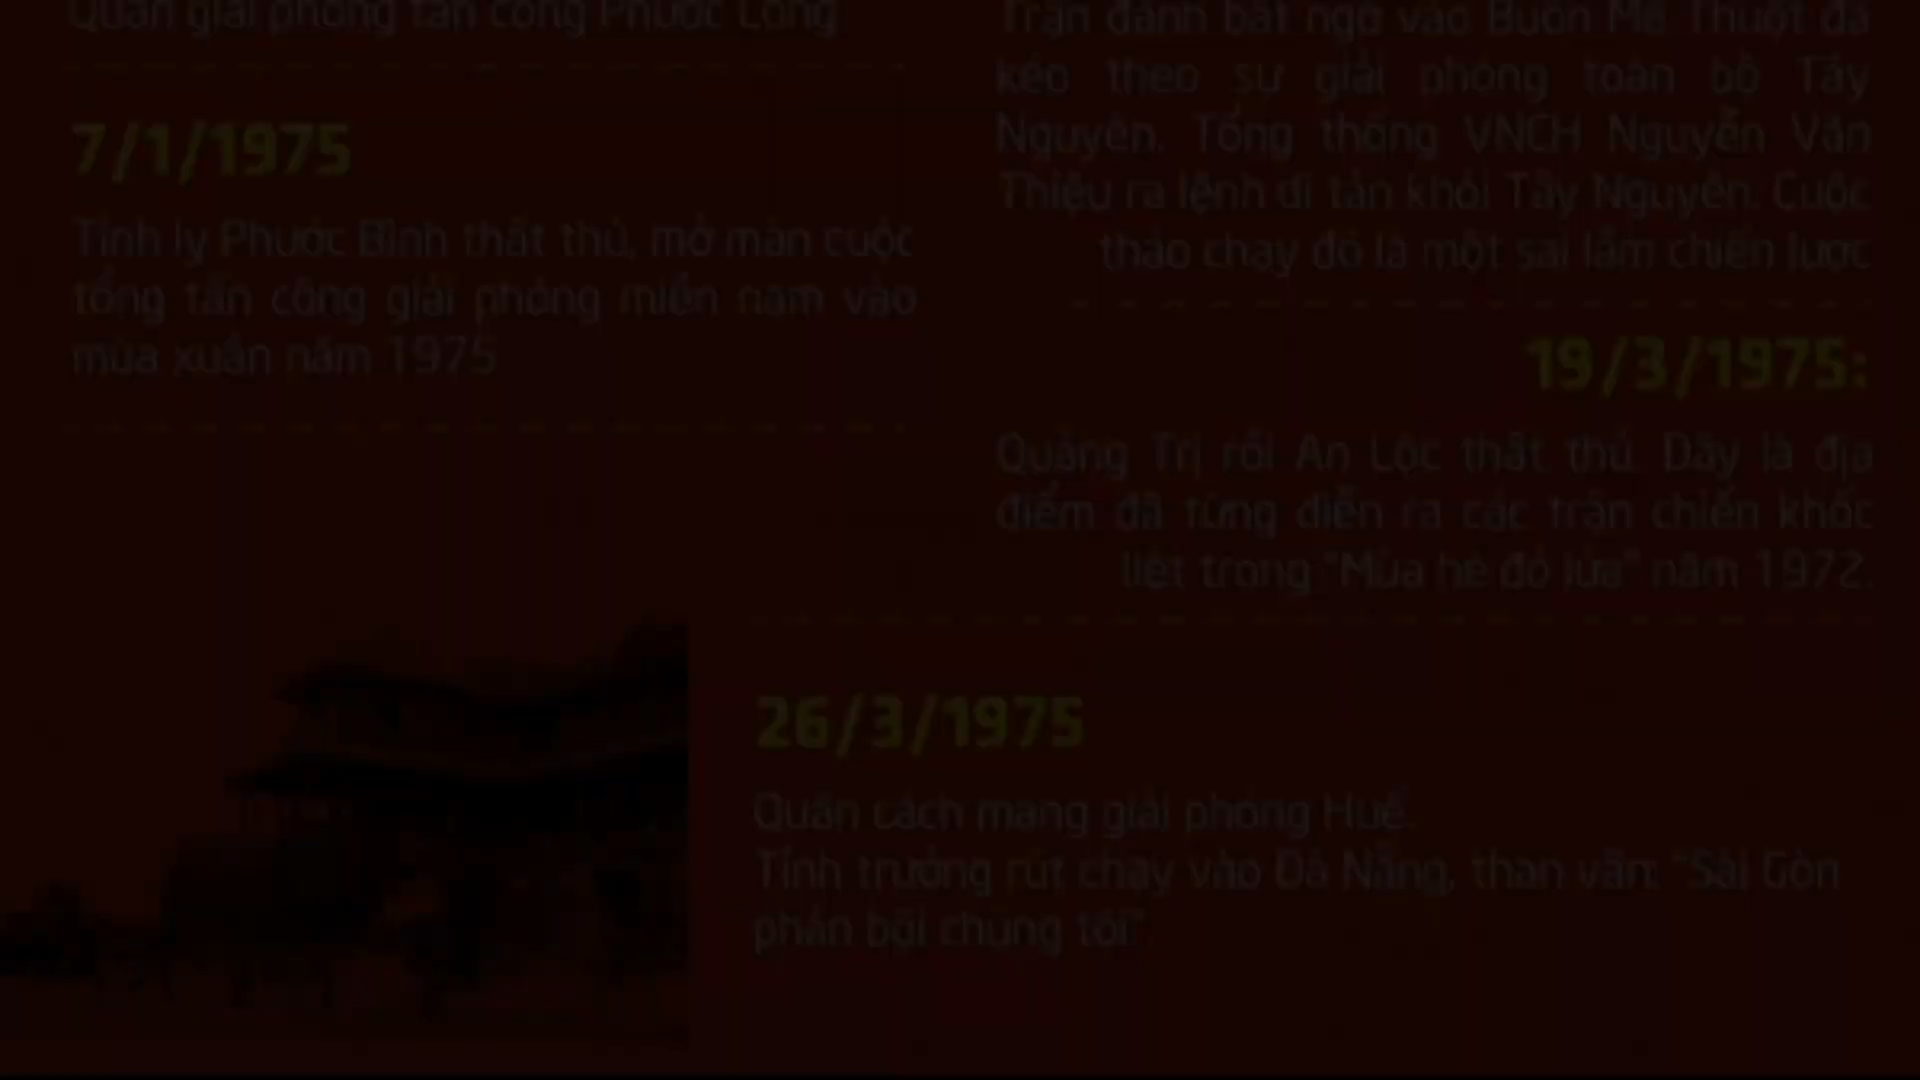 Quân giải phóng tấn công Phước Long
7/1/1975
Tỉnh lỵ Phước Bình thất thủ, mở màn cuộc
tổng tấn công giải phóng miền nam vào
mùa xuân năm 1975
Trận đánh bất ngờ vào Buôn Mê Thuột đã
kéo theo sự giải phóng toàn bộ Tây
Nguyên. Tổng thống VNCH Nguyễn Văn
Thiệu ra lệnh di tản khỏi Tây Nguyên. Cuộc
tháo chạy đó là một sai lầm chiến lược
19/3/1975:
Quảng Trị rồi An Lộc thất thủ. Đây là địa
điểm đã từng diễn ra các trận chiến khốc
liệt trong "Mùa hè đỏ lửa" năm 1972.
26/3/1975
Quân cách mạng giải phóng Huế.
Tỉnh trưởng rút chạy vào Đà Nẵng, than vãn: "Sài Gòn
phản bội chúng tôi".